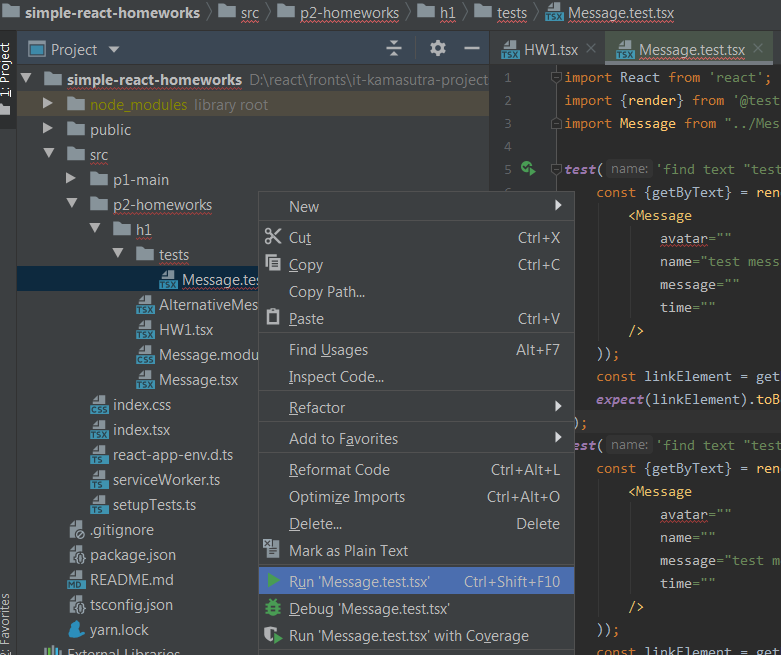 simple-react-homeworks src p2-homeworks h1 tests Message.test.tsx
1: Project
Project
HW1.tsx Message.test.tsx
simple-react-homeworks D:\react\fronts\it-kamasutra-project
node_modules library root
public
src
p1-main
p2-homeworks
h1
tests
Message.tes
AlternativeMes
HW1.tsx
Message.modu
Message.tsx
index.css
index.tsx
react-app-env.d.ts
serviceWorker.ts
setupTests.ts
.gitignore
package.json
README.md
tsconfig.json
yarn.lock
External Libraries
Favorites
New
Cut Ctrl+X
Copy Ctrl+C
Copy Path...
Paste Ctrl+V
Find Usages Alt+F7
Inspect Code...
Refactor
Add to Favorites
Reformat Code Ctrl+Alt+L
Optimize Imports Ctrl+Alt+O
Delete... Delete
Mark as Plain Text
Run 'Message.test.tsx' Ctrl+Shift+F10
Debug 'Message.test.tsx'
Run 'Message.test.tsx' with Coverage
1 import React from 'react';
2 import {render} from '@test
3 import Message from "../Mes
4
5 test( name: 'find text "test
const {getByText} = ren
<Message
avatar=""
name="test mess
message=""
time=""
/>
));
const linkElement = get
expect(linkElement).toB
);
est( name: 'find text "test
const {getByText} = ren
<Message
avatar=""
name=""
message="test m
time=""
/>
));
const linkElement = get